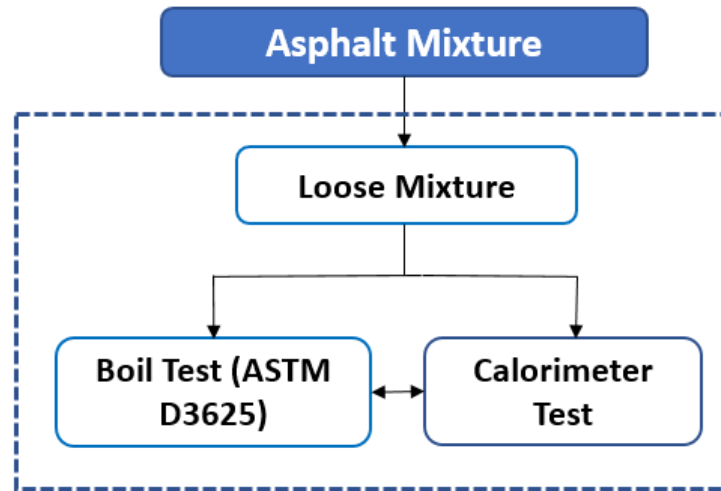 Asphalt Mixture
Loose Mixture
Boil Test (ASTM
D3625)
Calorimeter
Test